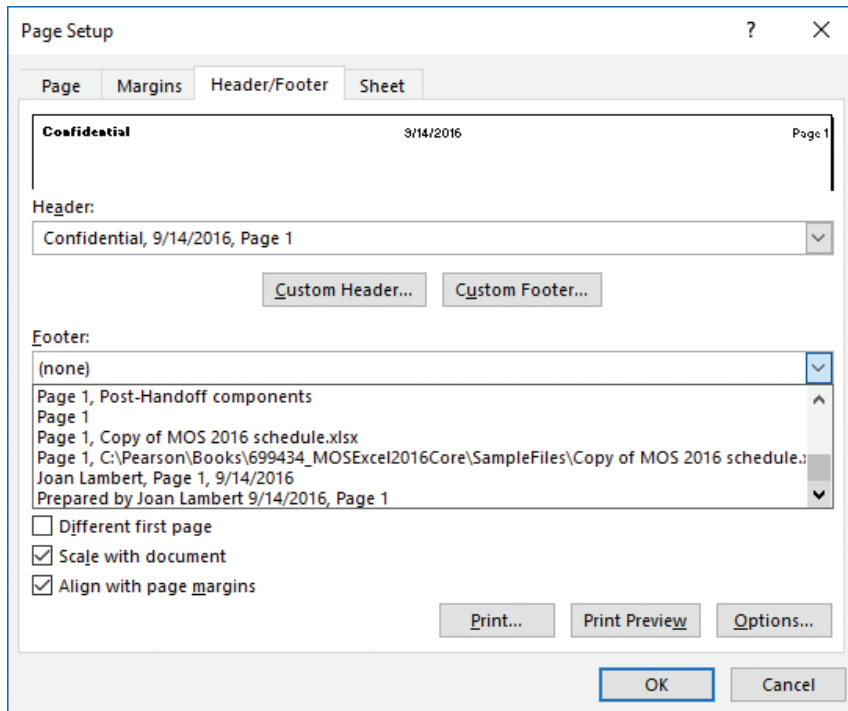 Page Setup ?
Page Margins Header/Footer Sheet
Confidential 9/14/2016 Page 1
Header:
Confidential, 9/14/2016, Page 1
Custom Header... Custom Footer...
Footer:
(none)
Page 1, Post-Handoff components
Page 1
Page 1, Copy of MOS 2016 schedule.xlsx
Page 1, C:\Pearson\Books\699434_MOSExcel2016Core\SampleFiles\Copy of MOS 2016 schedule.x
Joan Lambert, Page 1, 9/14/2016
Prepared by Joan Lambert 9/14/2016, Page 1
Different first page
Scale with document
Align with page margins
Print... Print Preview Options...
OK Cancel